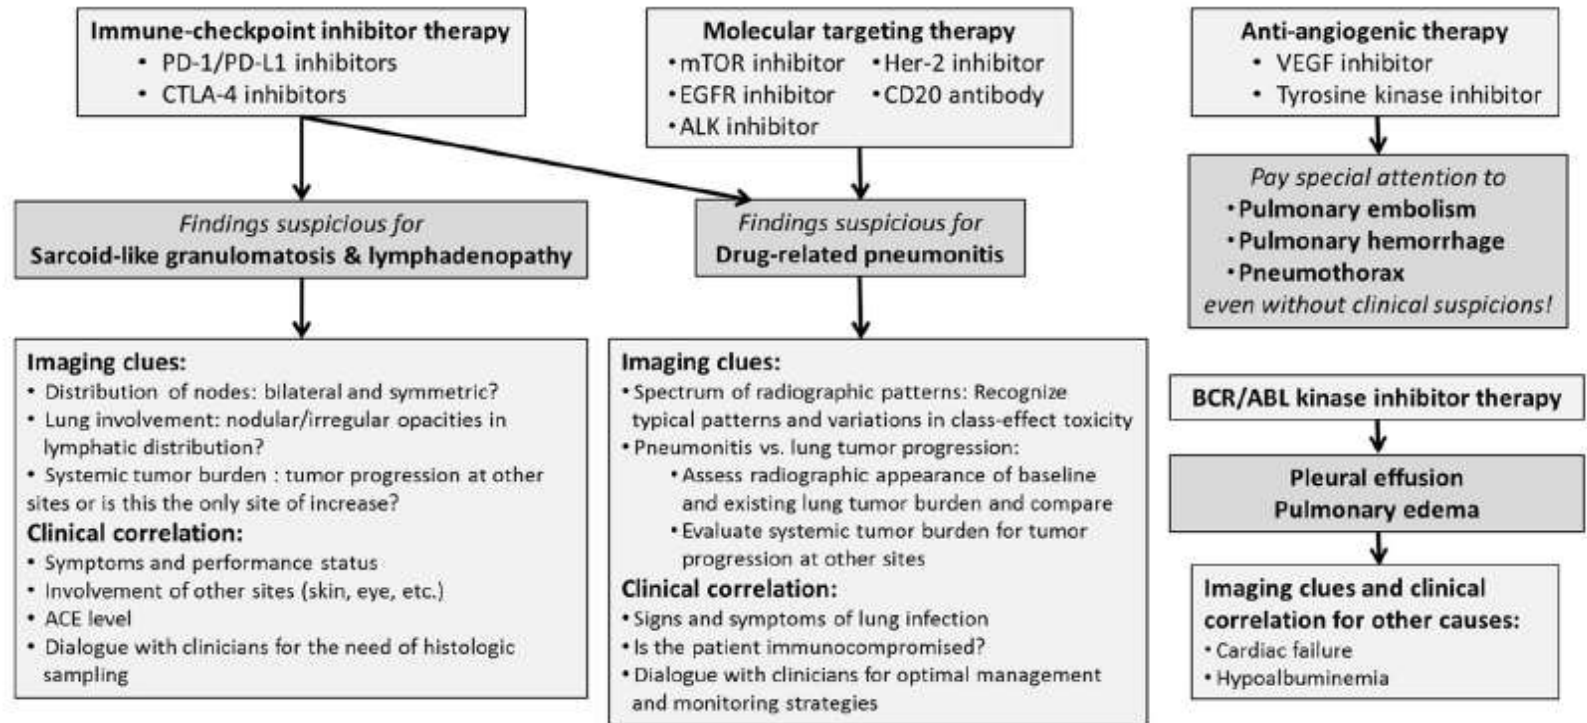 Immune-checkpoint inhibitor therapy
• PD-1/PD-L1 inhibitors
• CTLA-4 inhibitors
Findings suspicious for
Sarcoid-like granulomatosis & lymphadenopathy
Imaging clues:
• Distribution of nodes: bilateral and symmetric?
• Lung involvement: nodular/irregular opacities in
lymphatic distribution?
• Systemic tumor burden : tumor progression at other
sites or is this the only site of increase?
Clinical correlation:
• Symptoms and performance status
• Involvement of other sites (skin, eye, etc.)
• ACE level
• Dialogue with clinicians for the need of histologic
sampling
Molecular targeting therapy
• mTOR inhibitor • Her-2 inhibitor
• EGFR inhibitor • CD20 antibody
• ALK inhibitor
Findings suspicious for
Drug-related pneumonitis
Imaging clues:
• Spectrum of radiographic patterns: Recognize
typical patterns and variations in class-effect toxicity
• Pneumonitis vs. lung tumor progression:
• Assess radiographic appearance of baseline
and existing lung tumor burden and compare
• Evaluate systemic tumor burden for tumor
progression at other sites
Clinical correlation:
• Signs and symptoms of lung infection
• Is the patient immunocompromised?
• Dialogue with clinicians for optimal management
and monitoring strategies
Anti-angiogenic therapy
• VEGF inhibitor
• Tyrosine kinase inhibitor
Pay special attention to
• Pulmonary embolism
• Pulmonary hemorrhage
• Pneumothorax
even without clinical suspicions!
BCR/ABL kinase inhibitor therapy
Pleural effusion
Pulmonary edema
Imaging clues and clinical
correlation for other causes:
• Cardiac failure
• Hypoalbuminemia